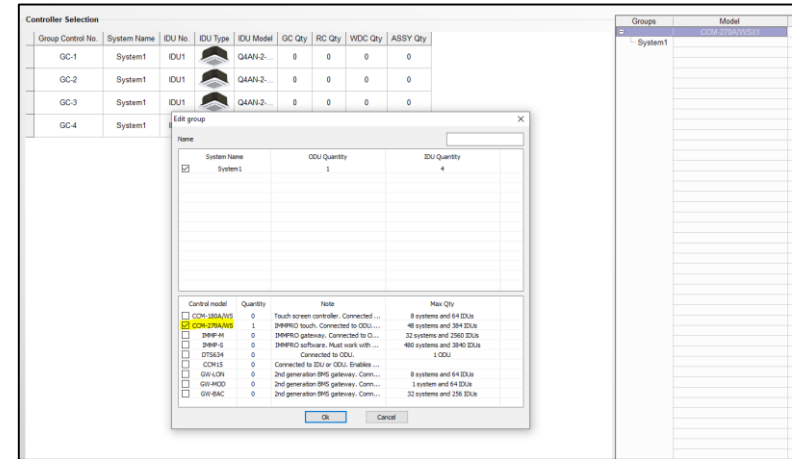 Controller Selection
Groups Model
Group Control No. System Name IDU No. IDU Type IDU Model GC Qty RC Qty WDC Qty ASSY Qty
CCM-270A/WSX1
System1
GC-1 System1 IDU1 Q4AN-2-... 0 0 0 0
GC-2 System1 IDU1 Q4AN-2-... 0 0 0 0
GC-3 System1 IDU1 Q4AN-2-... 0 0 0 0
GC-4 System1
Edit group
Name
System Name ODU Quantity IDU Quantity
System1 1 4
Control model Quantity Note Max Qty
CCM-180A/WS 0 Touch screen controller. Connected ... 8 systems and 64 IDUs
CCM-270A/WS 1 IMMPRO touch. Connected to ODU.... 48 systems and 384 IDUs
IMMP-M 0 IMMPRO gateway. Connected to O... 32 systems and 2560 IDUs
IMMP-S 0 IMMPRO software. Must work with ... 480 systems and 3840 IDUs
DTS634 0 Connected to ODU. 1 ODU
CCM15 0 Connected to IDU or ODU. Enables ...
GW-LON 0 2nd generation BMS gateway. Conn... 8 systems and 64 IDUs
GW-MOD 0 2nd generation BMS gateway. Conn... 1 system and 64 IDUs
GW-BAC 0 2nd generation BMS gateway. Conn... 32 systems and 256 IDUs
Ok Cancel